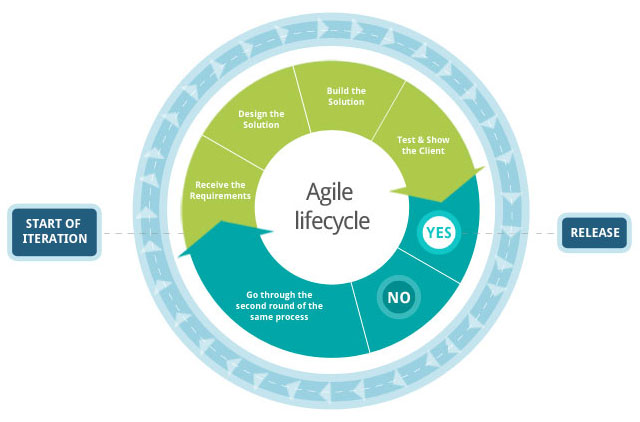 Build the
Solution
Design the
Solution
Test & Show
the Client
Receive the
Requirements
Agile
lifecycle
START OF
ITERATION
YES
RELEASE
NO
Go through the
second round of the
same process